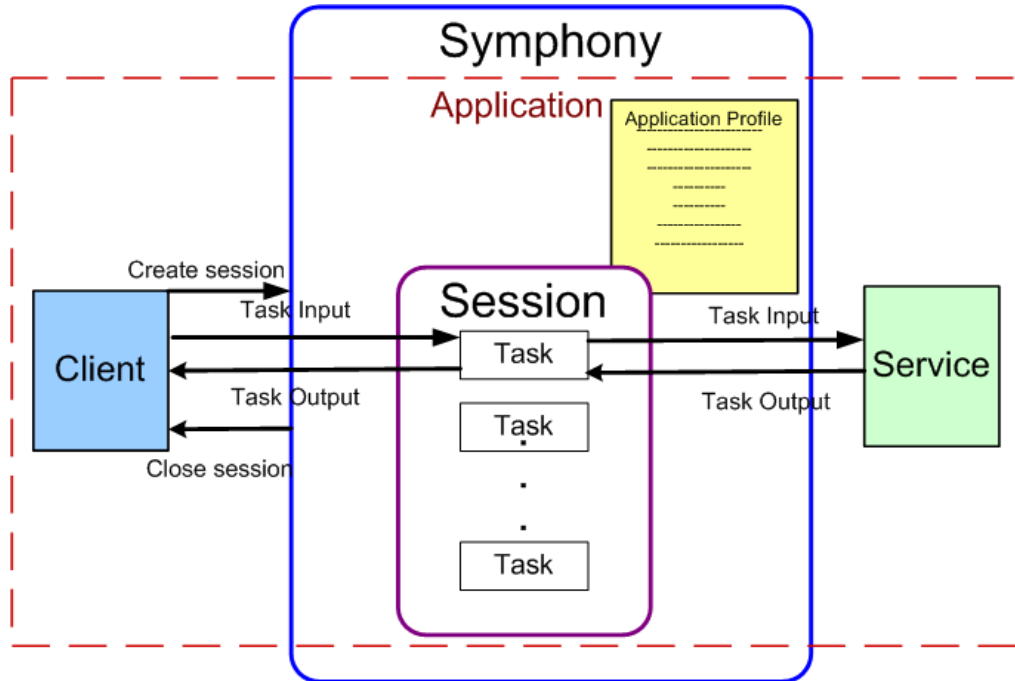 Symphony
Application
Application Profile
Create session
Task Input
Session
Task Input
Client
Task
Service
Task Output
Task Output
Task
Close session
Task